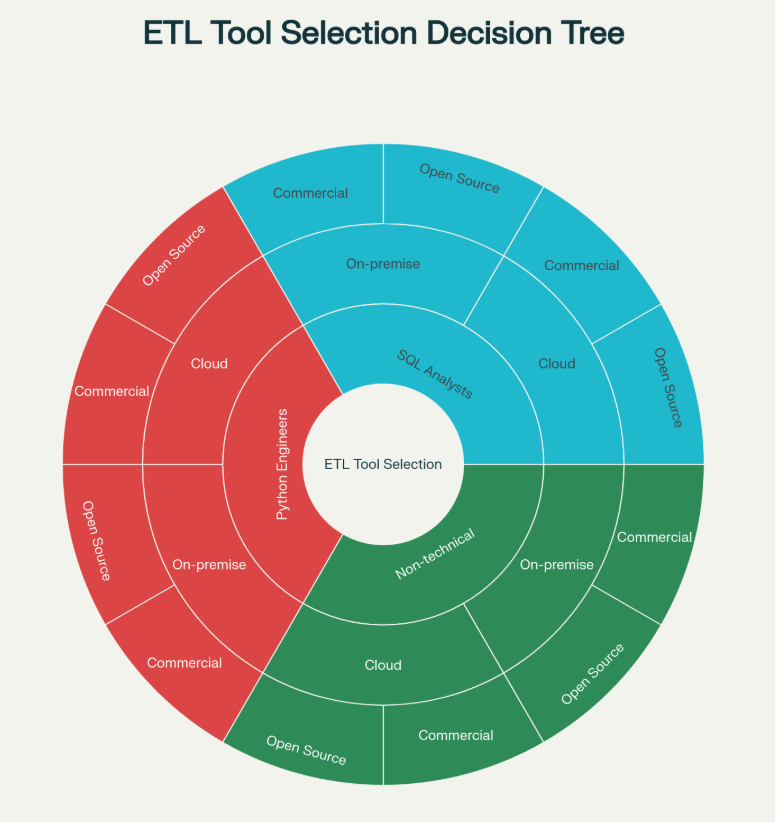 ETL Tool Selection Decision Tree
Commercial
Open Source
Commercial
Open Source
On-premise
Cloud
SQL Analysts
Open Source
Commercial
Cloud
Python Engineers
ETL Tool Selection
Open Source
Commercial
On-premise
Non-technical
On-premise
Commercial
Open Source
Cloud
Open Source
Commercial